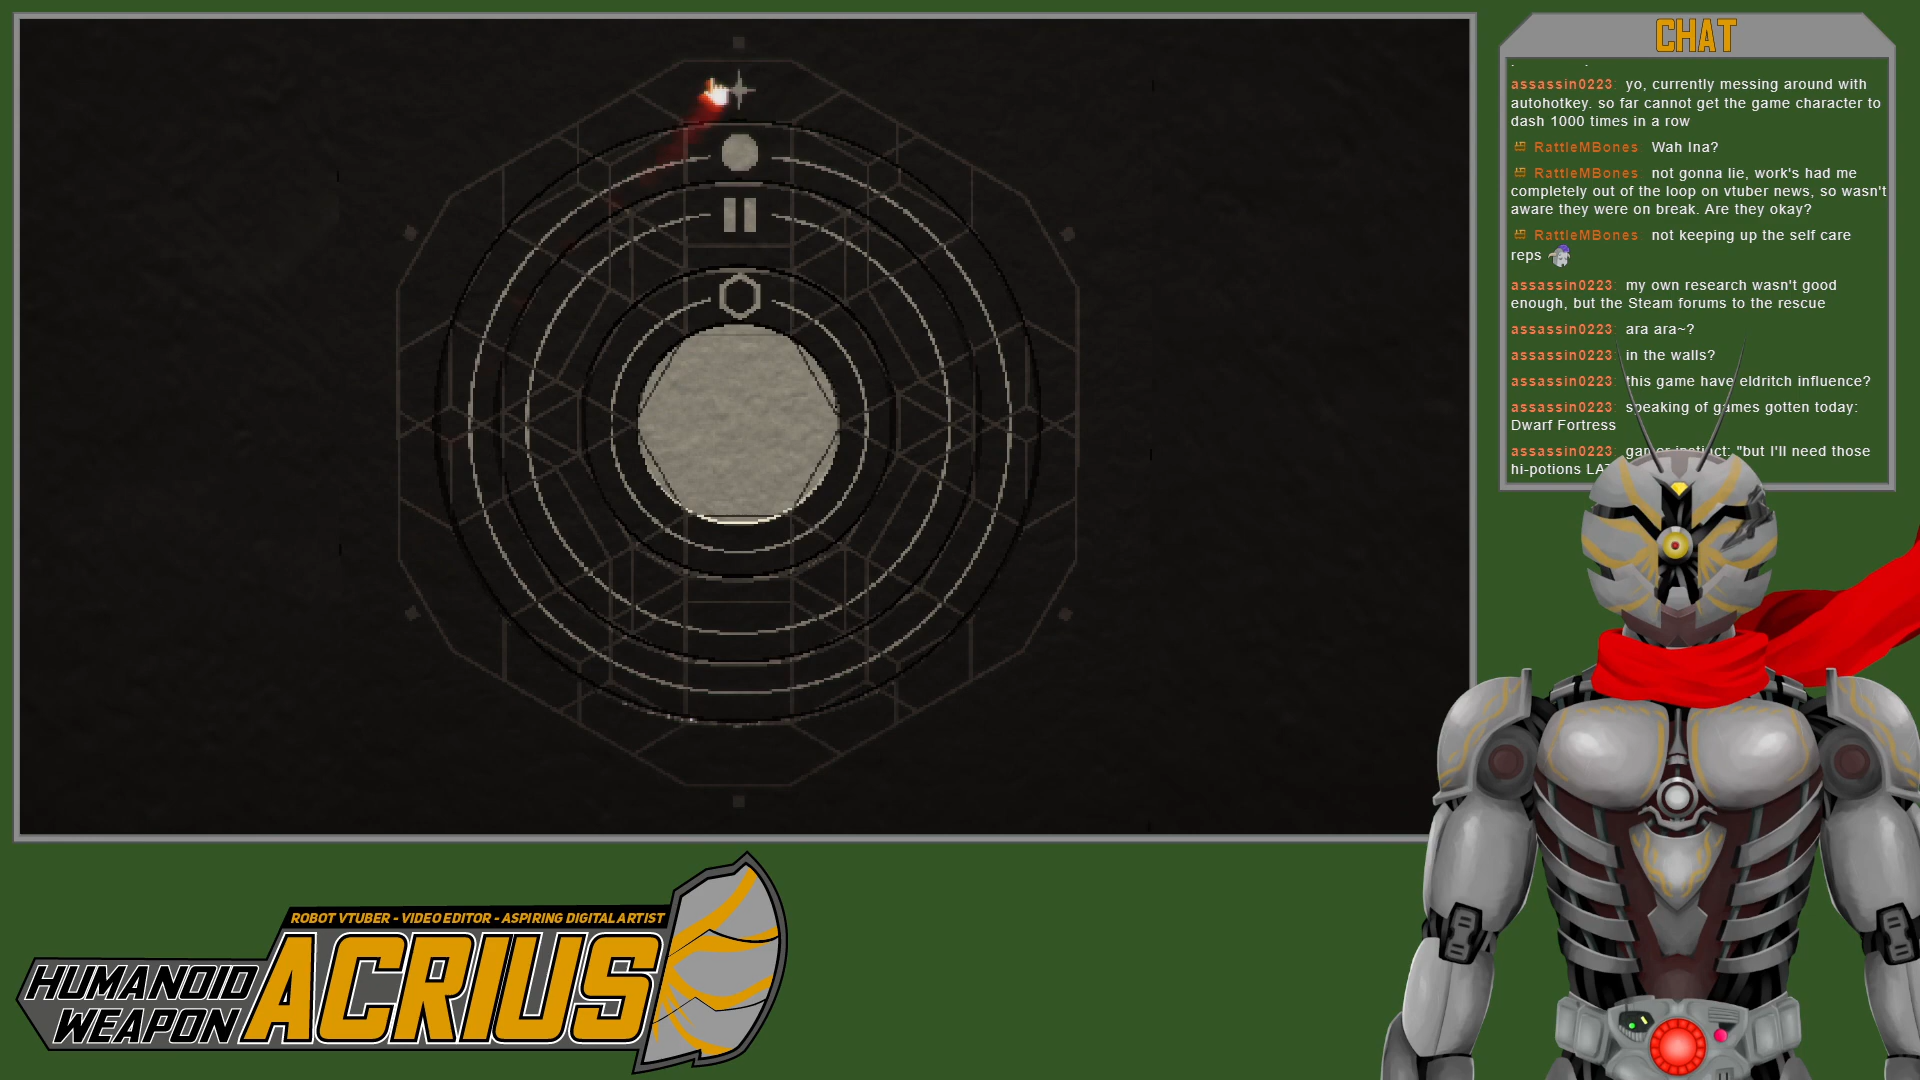 CHAT
assassin0223: yo, currently messing around with
autohotkey. so far cannot get the game character to
dash 1000 times in a row
RattleMBones: Wah Ina?
RattleMBones: not gonna lie, work's had me
completely out of the loop on vtuber news, so wasn't
aware they were on break. Are they okay?
RattleMBones: not keeping up the self care
reps
assassin0223: my own research wasn't good
enough, but the Steam forums to the rescue
assassin0223: ara ara~?
assassin0223: in the walls?
assassin0223: this game have eldritch influence?
assassin0223: speaking of games gotten today:
Dwarf Fortress
assassin0223: gamer instinct: "but I'll need those
hi-potions
ROBOT VTUBER - VIDEO EDITOR - ASPIRING DIGITAL ARTIST
HUMANOID
WEAPON
ACRIUS